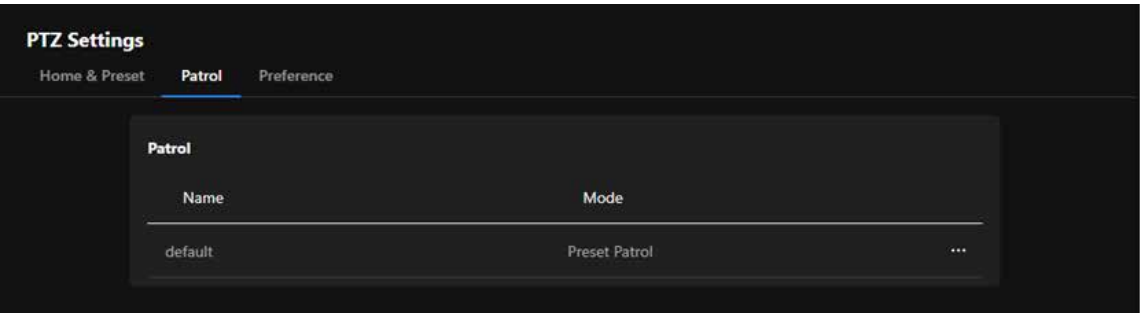 PTZ Settings
Home & Preset Patrol Preference
Patrol
Name Mode
default Preset Patrol ···